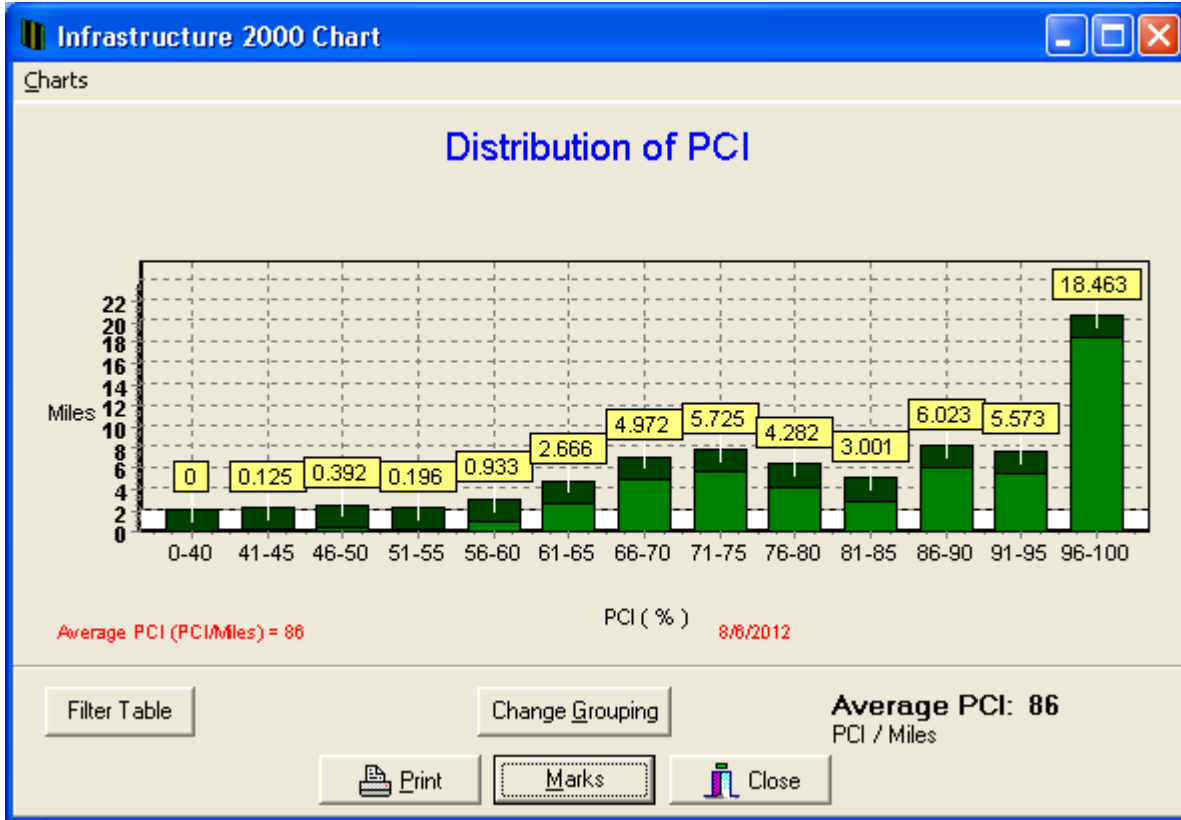 Infrastructure 2000 Chart
Charts
Distribution of PCI
18.463
22
20
18
16
14
Miles 12
10
8
6
4
2
0
0 0.125 0.392 0.196 0.933 2.666 4.972 5.725 4.282 3.001 6.023 5.573
0-40 41-45 46-50 51-55 56-60 61-65 66-70 71-75 76-80 81-85 86-90 91-95 96-100
PCI ( % )
Average PCI (PCI/Miles) = 86
8/6/2012
Filter Table
Change Grouping
Average PCI: 86
PCI / Miles
Print
Marks
Close